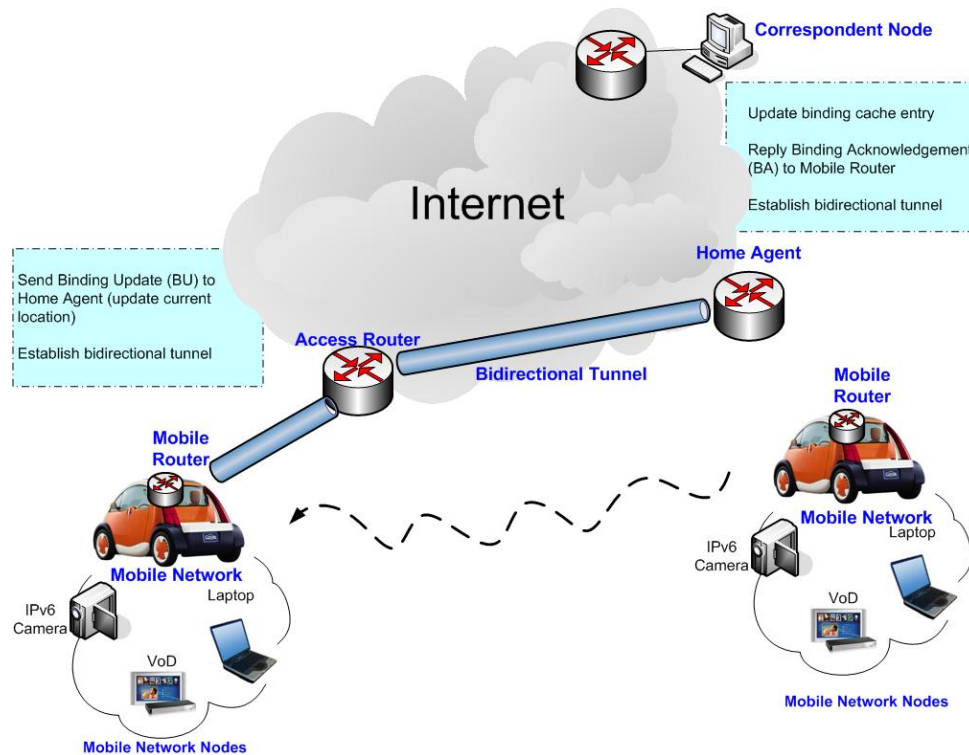 Correspondent Node
Update binding cache entry
Reply Binding Acknowledgement
(BA) to Mobile Router
Establish bidirectional tunnel
Internet
Home Agent
Send Binding Update (BU) to
Home Agent (update current
location)
Establish bidirectional tunnel
Access Router
Bidirectional Tunnel
Mobile
Router
Mobile
Router
Mobile Network
Laptop
IPv6
Camera
VoD
Mobile Network Nodes
Mobile Network
Laptop
IPv6
Camera
VoD
Mobile Network Nodes